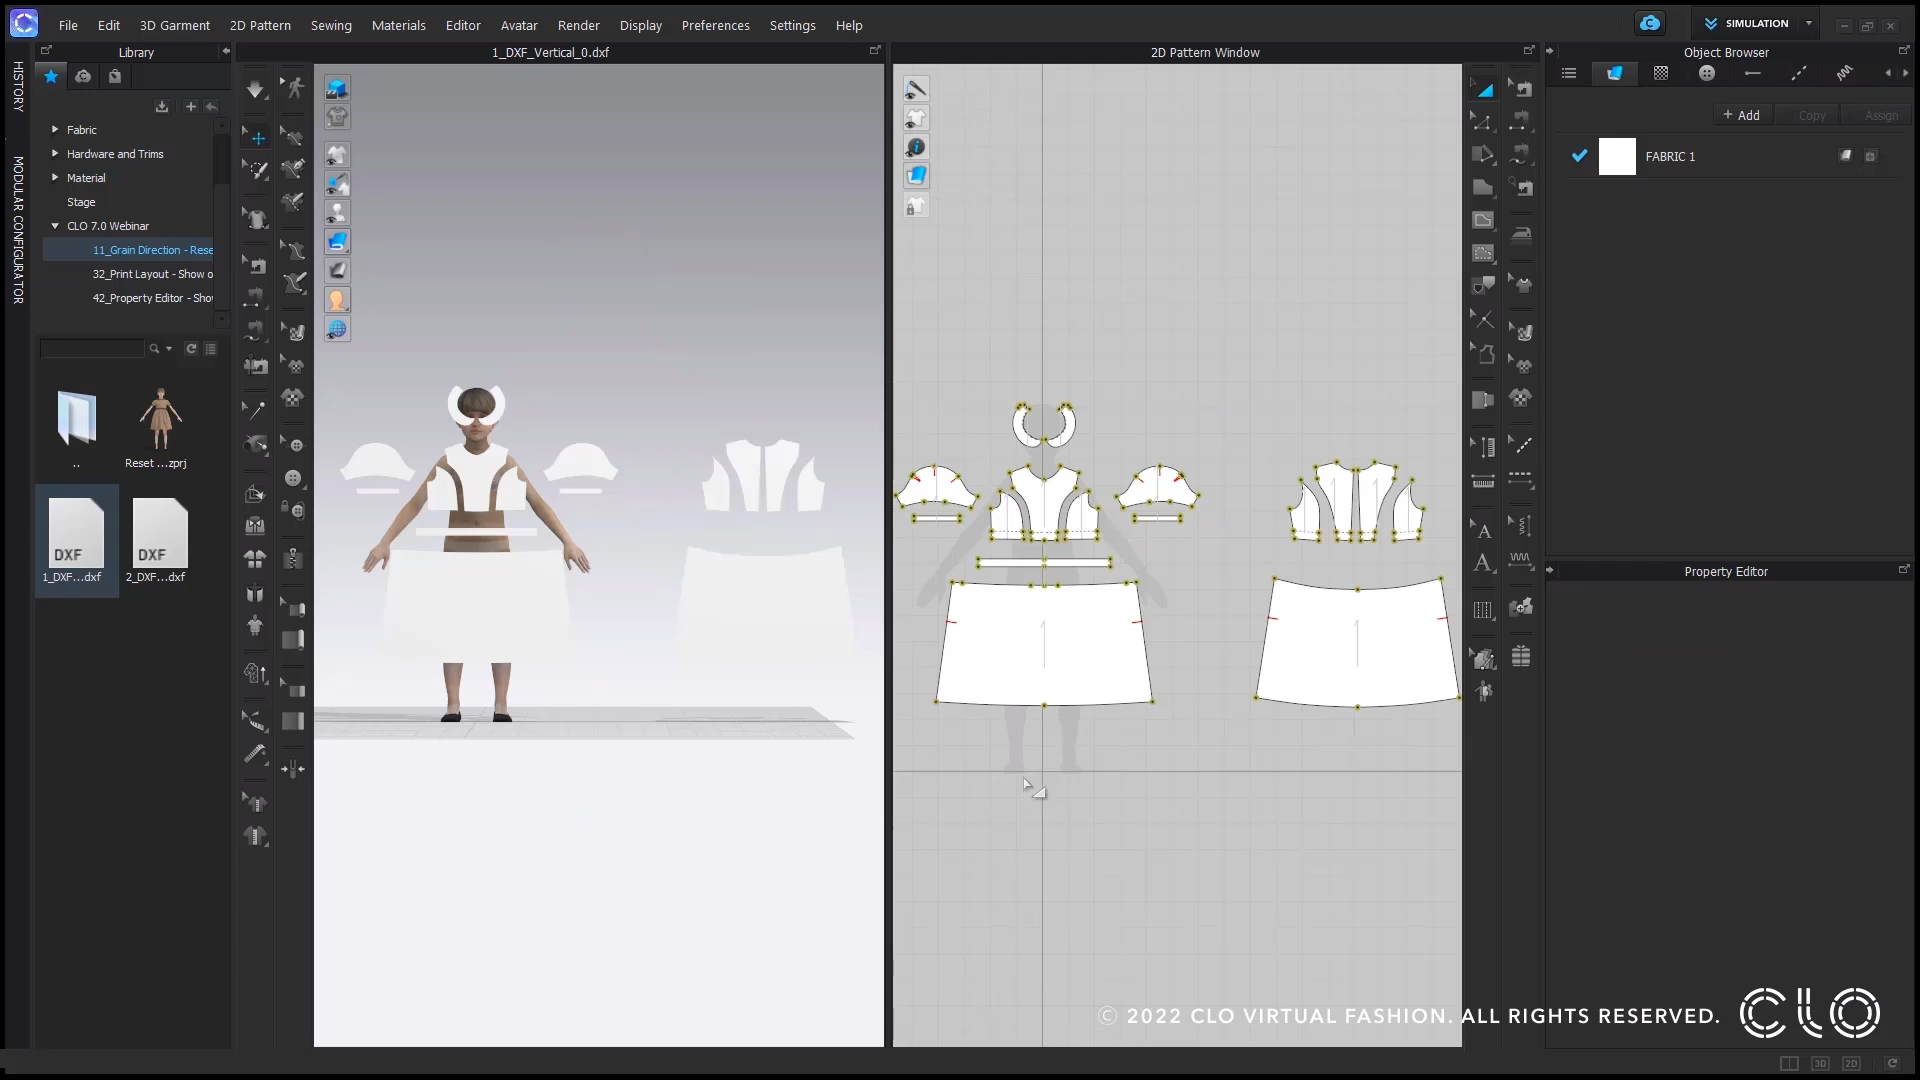 File Edit 3D Garment 2D Pattern Sewing Materials Editor Avatar Render Display Preferences Settings Help
SIMULATION
Library
1_DXF_Vertical_0.dxf
2D Pattern Window
Object Browser
HISTORY
MODULAR CONFIGURATOR
+ Add Copy Assign
Fabric
Hardware and Trims
Material
Stage
CLO 7.0 Webinar
11_Grain Direction - Rese
32_Print Layout - Show o
42_Property Editor - Sho
FABRIC 1
..
Reset ...zprj
DXF
DXF
1_DXF...dxf
2_DXF...dxf
Property Editor
© 2022 CLO VIRTUAL FASHION. ALL RIGHTS RESERVED.
CLO
3D 2D